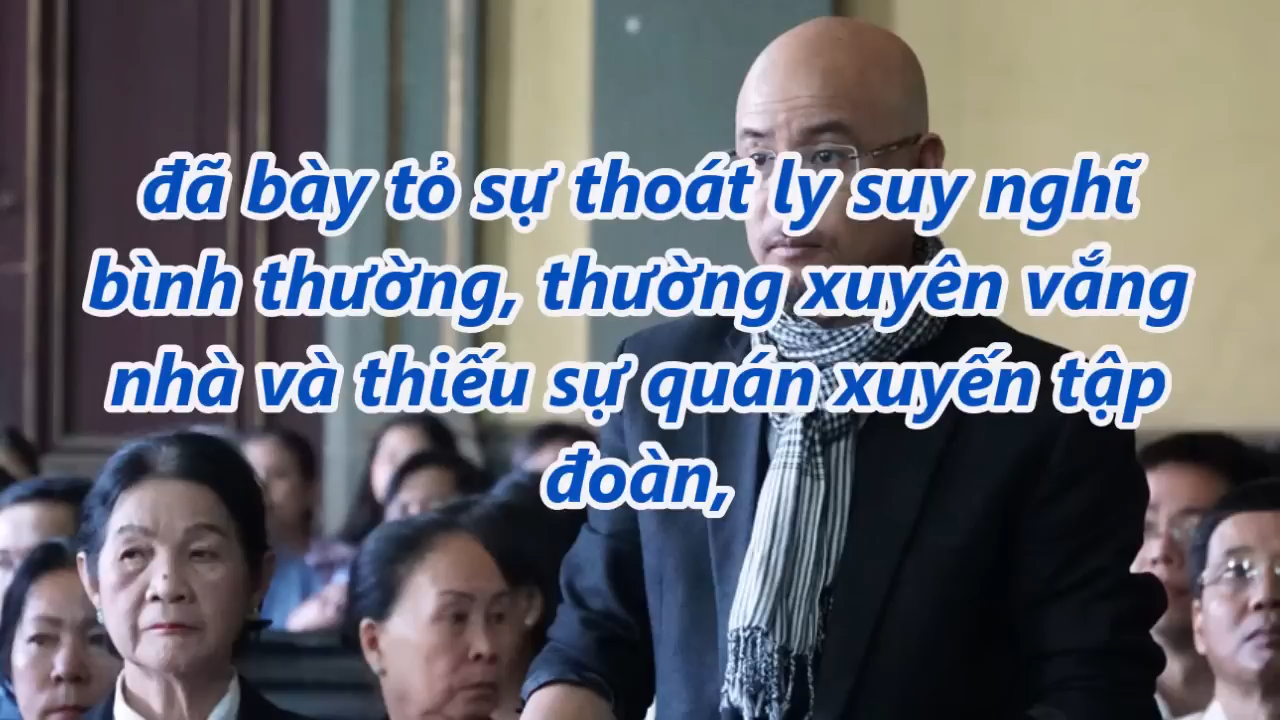 đã bày tỏ sự thoát ly suy nghĩ
bình thường, thường xuyên vắng
nhà và thiếu sự quán xuyến tập
đoàn,